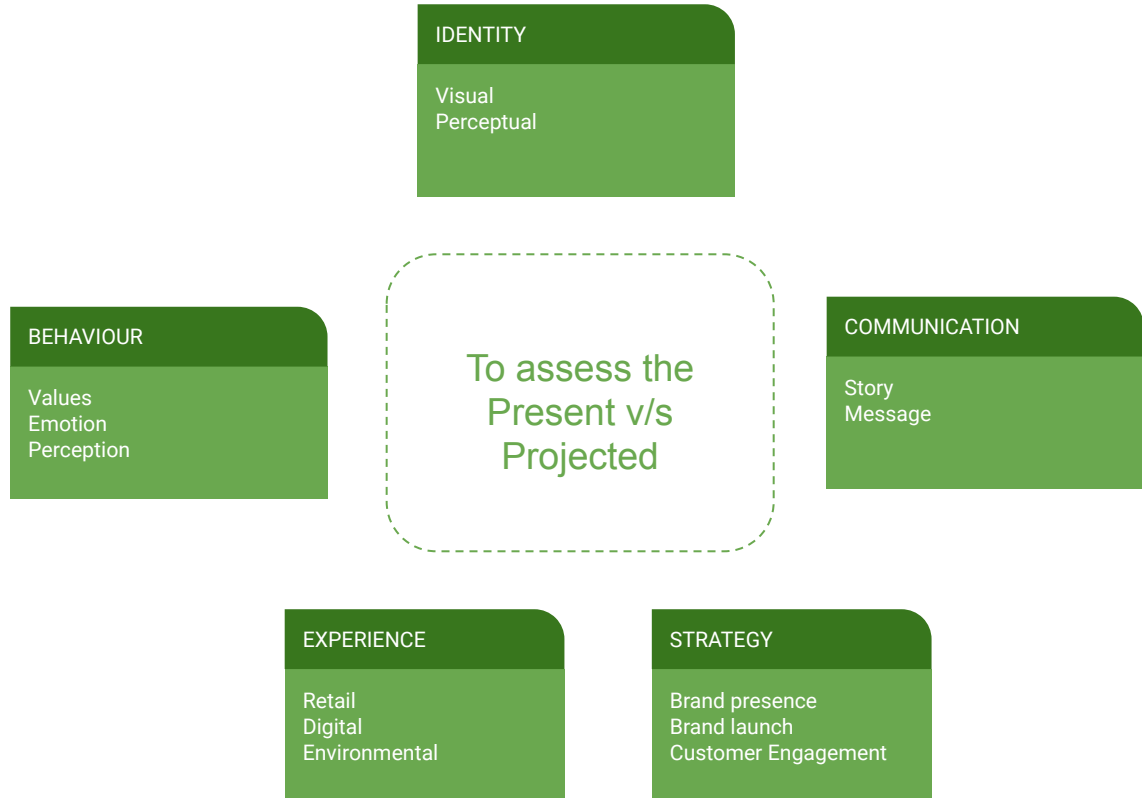 IDENTITY
Visual
Perceptual
BEHAVIOUR
Values
Emotion
Perception
To assess the
Present v/s
Projected
COMMUNICATION
Story
Message
EXPERIENCE
Retail
Digital
Environmental
STRATEGY
Brand presence
Brand launch
Customer Engagement